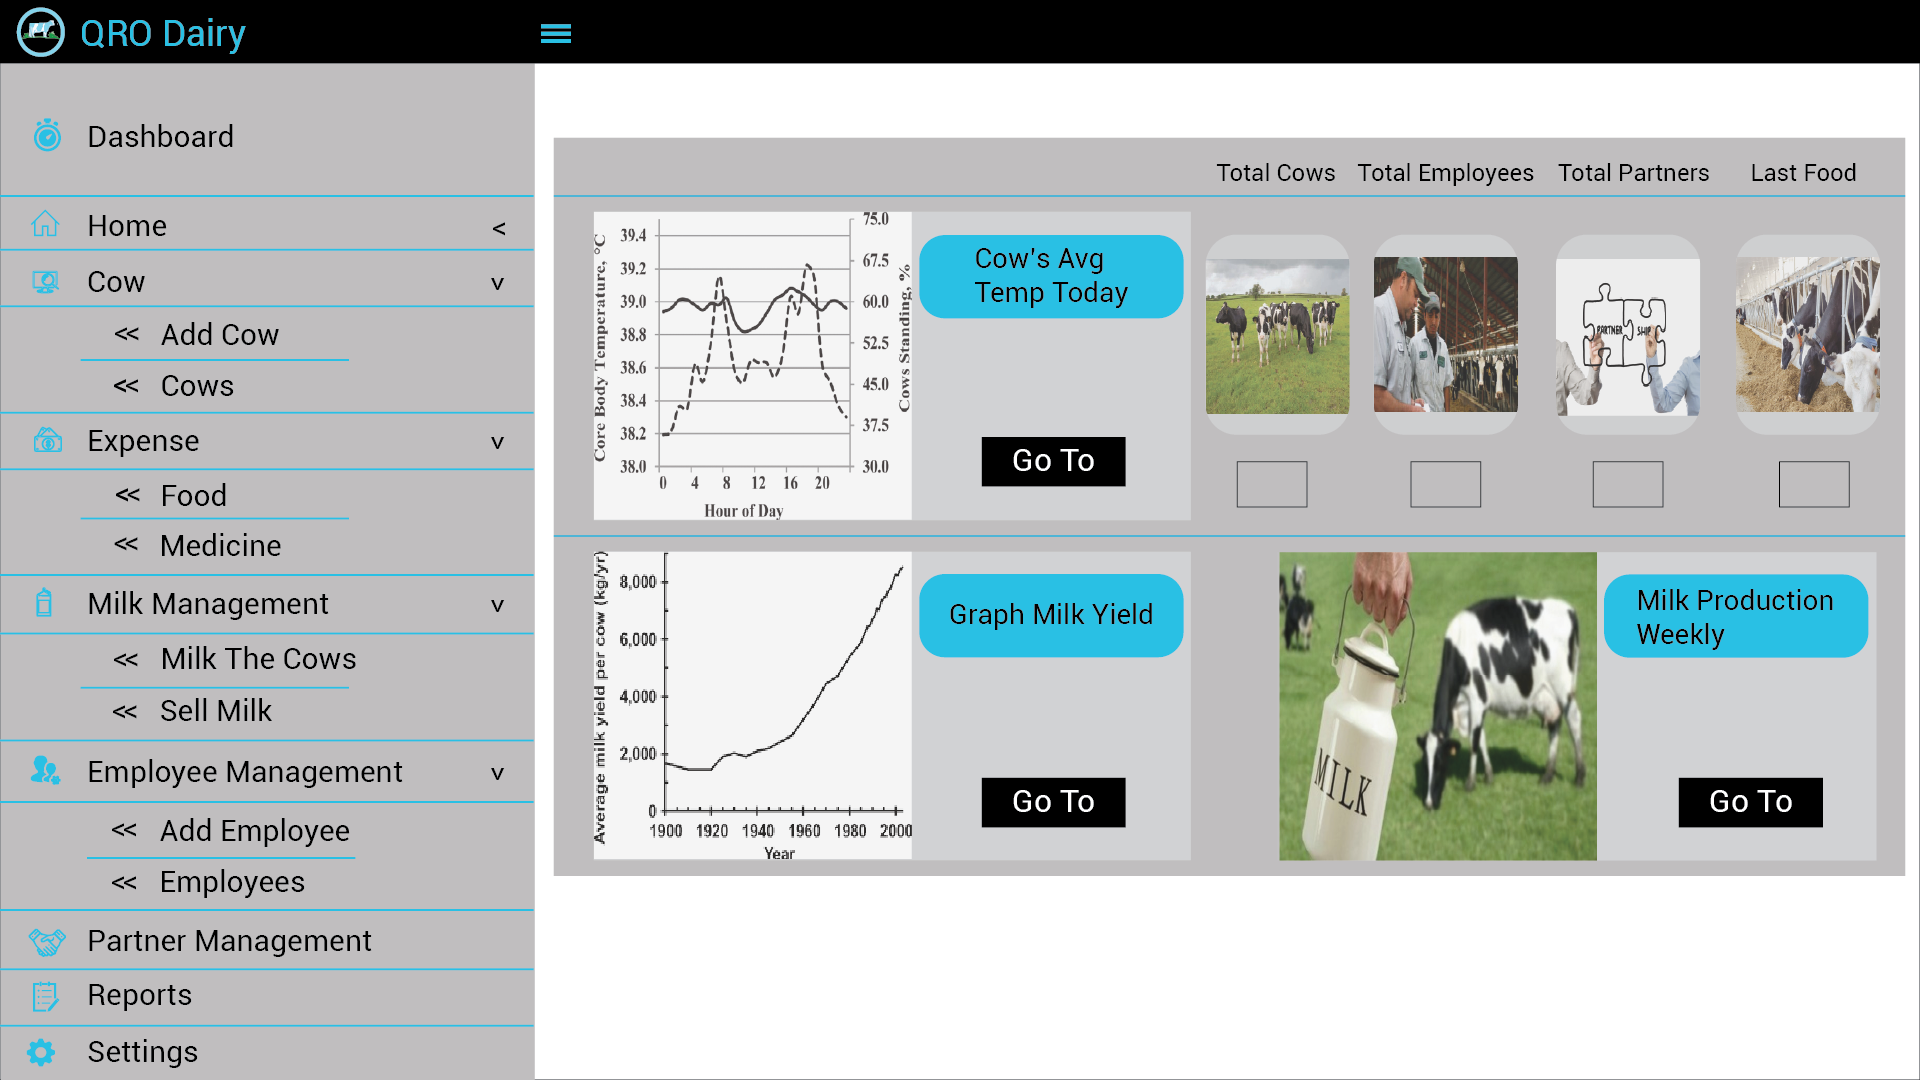 QRO Dairy
Dashboard
Home <
Cow v
<< Add Cow
<< Cows
Expense v
<< Food
<< Medicine
Milk Management v
<< Milk The Cows
<< Sell Milk
Employee Management v
<< Add Employee
<< Employees
Partner Management
Reports
Settings
Total Cows Total Employees Total Partners Last Food
Core Body Temperature, °C
39.4
39.2
39.0
38.8
38.6
38.4
38.2
38.0
75.0
67.5
60.0
52.5
45.0
37.5
30.0
Cows Standing, %
0 4 8 12 16 20
Hour of Day
Cow's Avg
Temp Today
Go To
PARTNER SHIP
Average milk yield per cow (kg/yr)
8,000
6,000
4,000
2,000
0
1900 1920 1940 1960 1980 2000
Year
Graph Milk Yield
Go To
MILK
Milk Production
Weekly
Go To